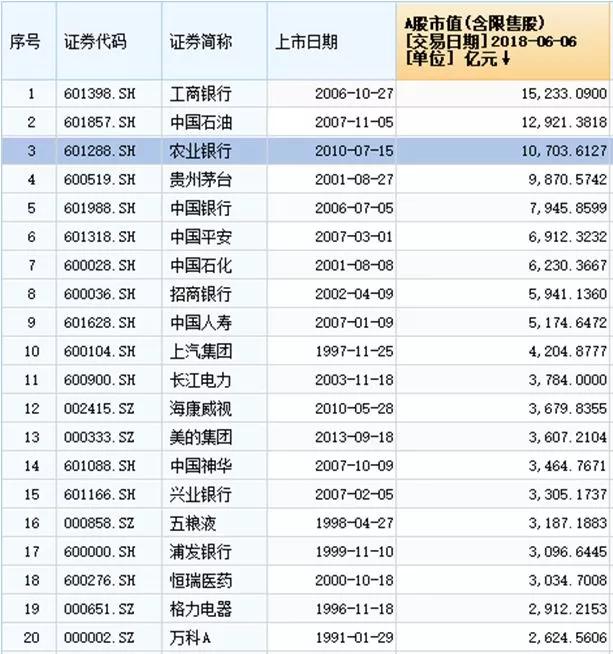 序号 证券代码 证券简称 上市日期 A股市值(含限售股)
[交易日期]2018-06-06
[单位] 亿元↓
1 601398.SH 工商银行 2006-10-27 15,233.0900
2 601857.SH 中国石油 2007-11-05 12,921.3818
3 601288.SH 农业银行 2010-07-15 10,703.6127
4 600519.SH 贵州茅台 2001-08-27 9,870.5742
5 601988.SH 中国银行 2006-07-05 7,945.8599
6 601318.SH 中国平安 2007-03-01 6,912.3232
7 600028.SH 中国石化 2001-08-08 6,230.3667
8 600036.SH 招商银行 2002-04-09 5,941.1360
9 601628.SH 中国人寿 2007-01-09 5,174.6472
10 600104.SH 上汽集团 1997-11-25 4,204.8777
11 600900.SH 长江电力 2003-11-18 3,784.0000
12 002415.SZ 海康威视 2010-05-28 3,679.8355
13 000333.SZ 美的集团 2013-09-18 3,607.2104
14 601088.SH 中国神华 2007-10-09 3,464.7671
15 601166.SH 兴业银行 2007-02-05 3,305.1737
16 000858.SZ 五粮液 1998-04-27 3,187.1883
17 600000.SH 浦发银行 1999-11-10 3,096.6445
18 600276.SH 恒瑞医药 2000-10-18 3,034.7008
19 000651.SZ 格力电器 1996-11-18 2,912.2153
20 000002.SZ 万科A 1991-01-29 2,624.5606